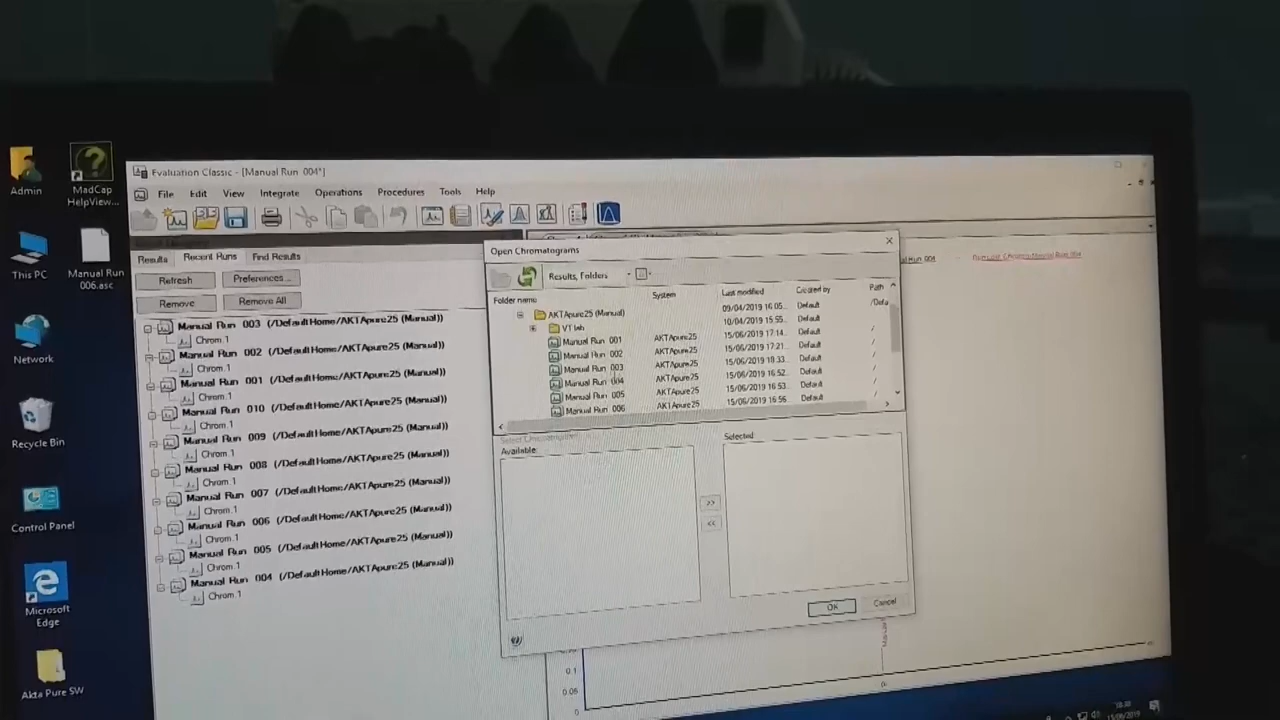 Admin
MadCap
HelpView...
This PC
Manual Run
006.asc
Network
Recycle Bin
Control Panel
Microsoft
Edge
Akta Pure SW
Evaluation Classic - [Manual Run 004*]
File Edit View Integrate Operations Procedures Tools Help
Results Recent Runs Find Results
Refresh Preferences...
Remove Remove All
Manual Run 003 (/DefaultHome/AKTApure25 (Manual))
Chrom.1
Manual Run 002 (/DefaultHome/AKTApure25 (Manual))
Chrom.1
Manual Run 001 (/DefaultHome/AKTApure25 (Manual))
Chrom.1
Manual Run 010 (/DefaultHome/AKTApure25 (Manual))
Chrom.1
Manual Run 009 (/DefaultHome/AKTApure25 (Manual))
Chrom.1
Manual Run 008 (/DefaultHome/AKTApure25 (Manual))
Chrom.1
Manual Run 007 (/DefaultHome/AKTApure25 (Manual))
Chrom.1
Manual Run 006 (/DefaultHome/AKTApure25 (Manual))
Chrom.1
Manual Run 005 (/DefaultHome/AKTApure25 (Manual))
Chrom.1
Manual Run 004 (/DefaultHome/AKTApure25 (Manual))
Chrom.1
Open Chromatograms
Results, Folders
Folder name System Last modified Created by Path
AKTApure25 (Manual) 09/04/2019 16:05... Default /Defa
VT lab 10/04/2019 15:55... Default
Manual Run 001 AKTApure25 15/06/2019 17:14... Default /
Manual Run 002 AKTApure25 15/06/2019 17:21... Default /
Manual Run 003 AKTApure25 15/06/2019 18:33... Default /
Manual Run 004 AKTApure25 15/06/2019 16:52... Default /
Manual Run 005 AKTApure25 15/06/2019 16:53... Default /
Manual Run 006 AKTApure25 15/06/2019 16:56 Default /
Select Chromatograms
Available:
Selected
>>
<<
OK Cancel
0.1
0.06
0
15/06/2019